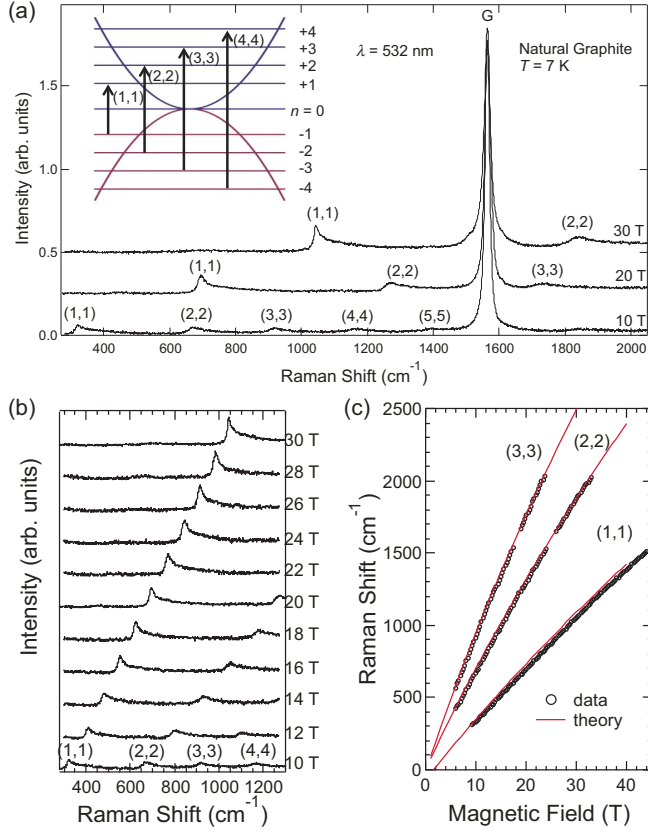 (a)
G
+4
+3
+2
+1
n = 0
-1
-2
-3
-4
(1,1)
(2,2)
(3,3)
(4,4)
λ = 532 nm
Natural Graphite
T = 7 K
(1,1)
(2,2)
30 T
(1,1)
(2,2)
(3,3)
20 T
(1,1)
(2,2)
(3,3)
(4,4)
(5,5)
10 T
Intensity (arb. units)
1.5
1.0
0.5
0.0
400
600
800
1000
1200
1400
1600
1800
2000
Raman Shift (cm-1)
(b)
30 T
28 T
26 T
24 T
22 T
20 T
18 T
16 T
14 T
12 T
10 T
(1,1)
(2,2)
(3,3)
(4,4)
Intensity (arb. units)
400
600
800
1000
1200
Raman Shift (cm-1)
(c)
2500
2000
1500
1000
500
0
(3,3)
(2,2)
(1,1)
data
theory
Raman Shift (cm-1)
0
10
20
30
40
Magnetic Field (T)